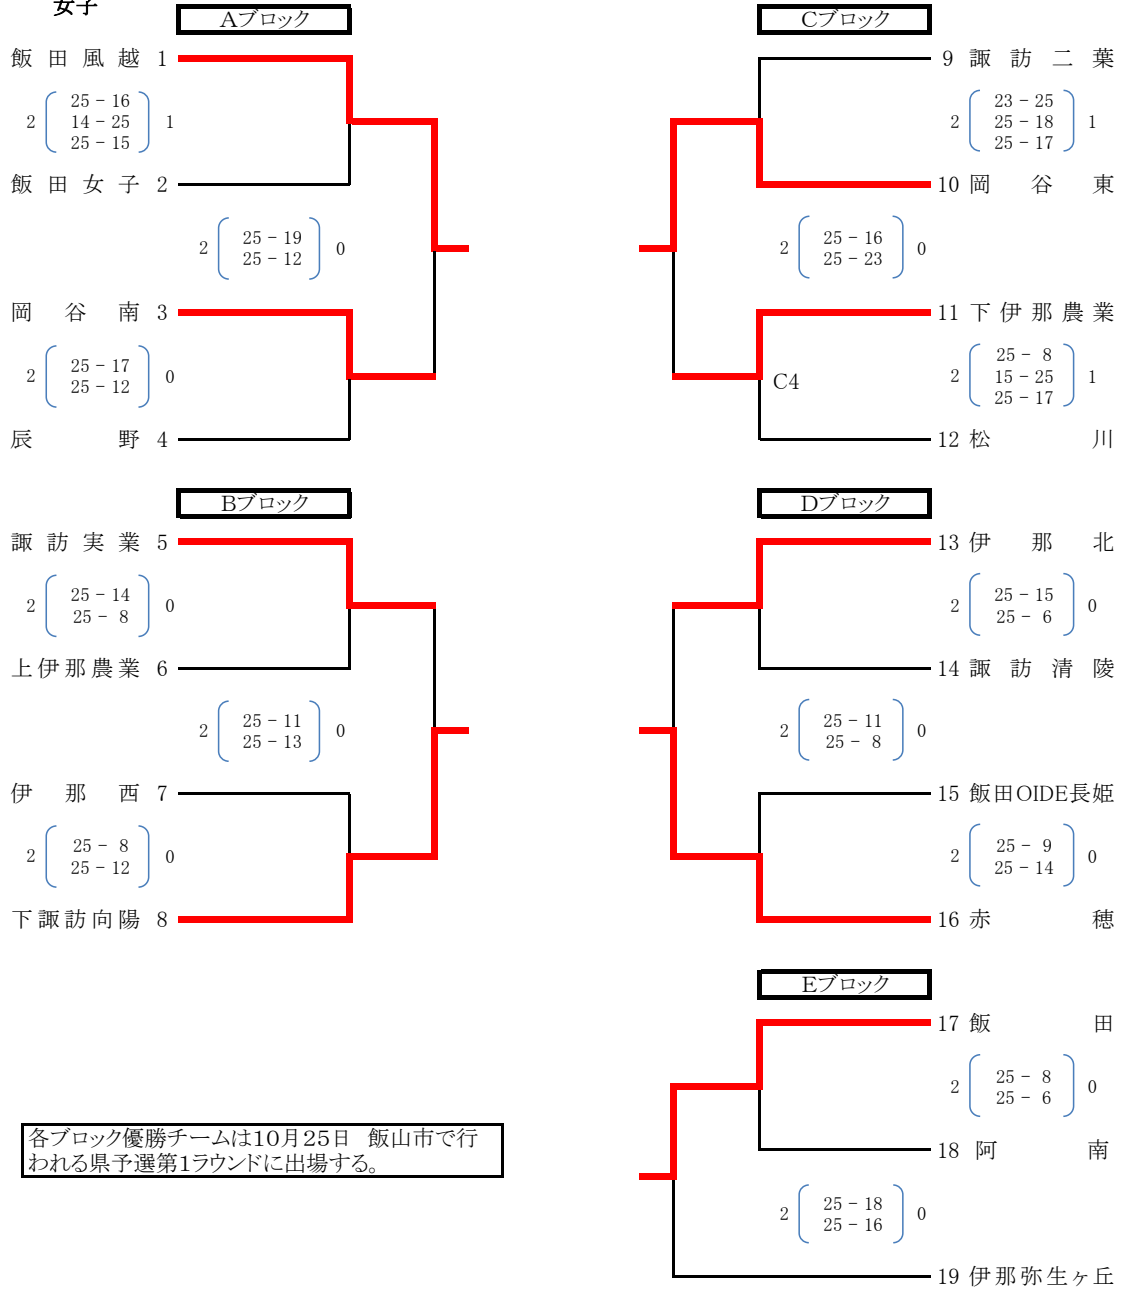 女子
Aブロック
飯田風越 1
2 25－16 1
14－25
25－15
飯田女子 2
2 25－19 0
25－12
岡谷南 3
2 25－17 0
25－12
辰野 4
Bブロック
諏訪実業 5
2 25－14 0
25－ 8
上伊那農業 6
2 25－11 0
25－13
伊那西 7
2 25－ 8 0
25－12
下諏訪向陽 8
各ブロック優勝チームは10月25日　飯山市で行
われる県予選第1ラウンドに出場する。
Cブロック
9 諏訪二葉
2 23－25 1
25－18
25－17
10 岡谷東
2 25－16 0
25－23
11 下伊那農業
2 25－ 8 1
15－25
25－17
C4
12 松川
Dブロック
13 伊那北
2 25－15 0
25－ 6
14 諏訪清陵
2 25－11 0
25－ 8
15 飯田OIDE長姫
2 25－ 9 0
25－14
16 赤穂
Eブロック
17 飯田
2 25－ 8 0
25－ 6
18 阿南
2 25－18 0
25－16
19 伊那弥生ヶ丘